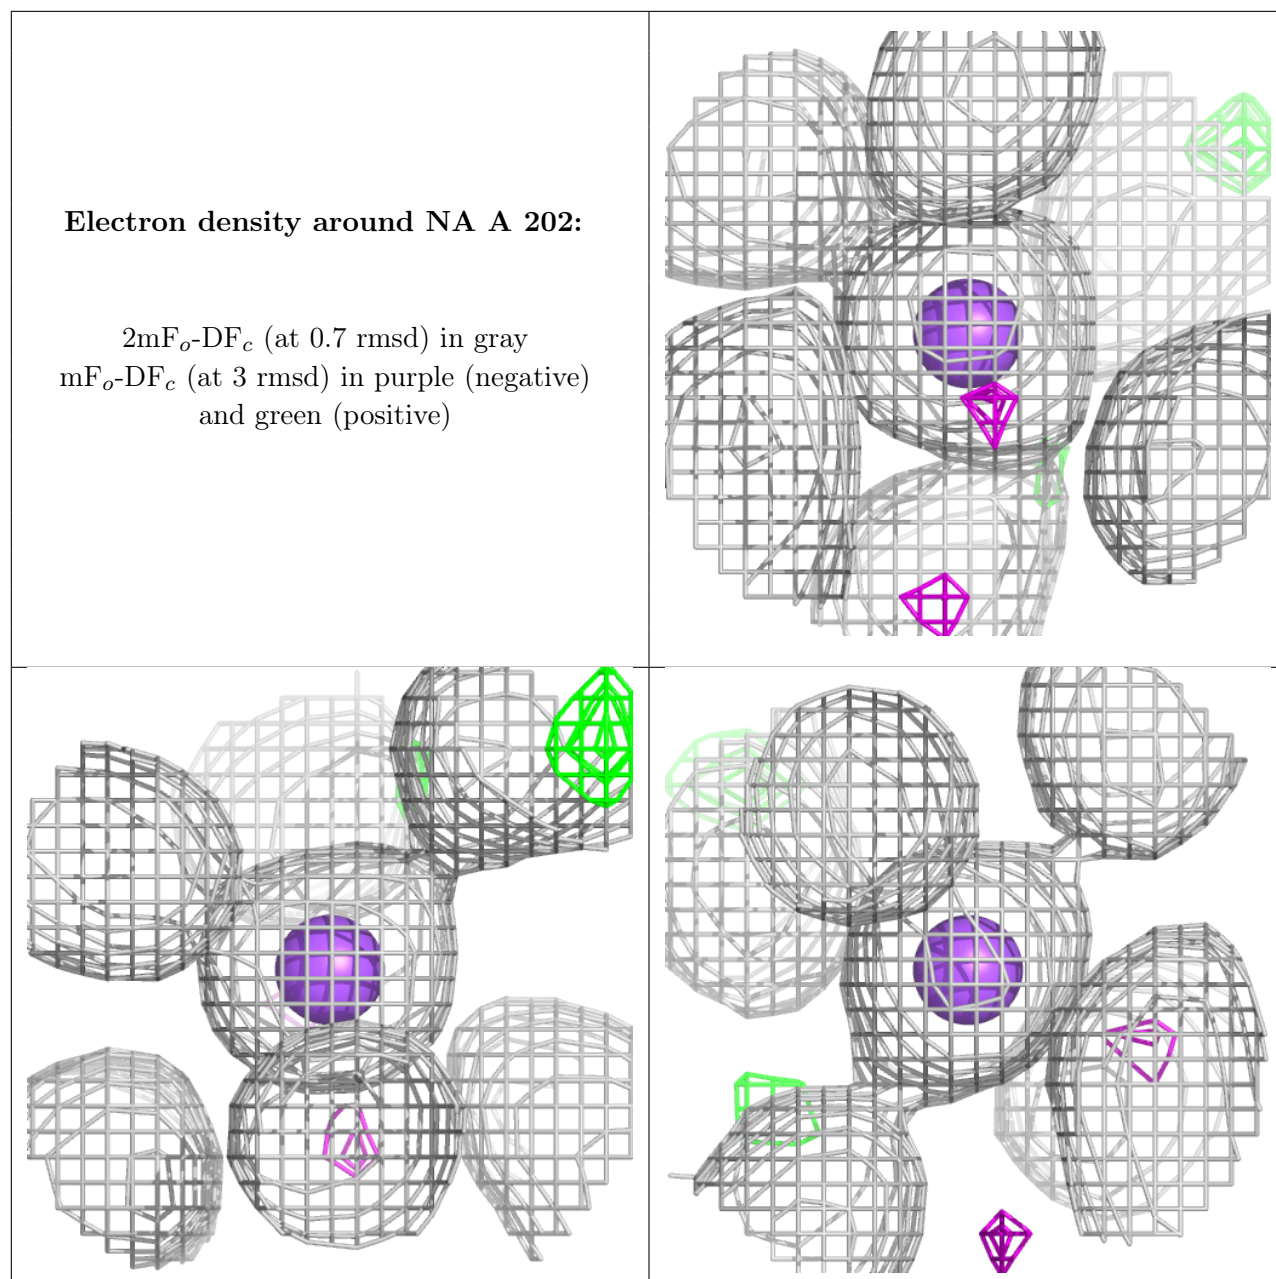 Electron density around NA A 202:
2mFo-DFc (at 0.7 rmsd) in gray
mFo-DFc (at 3 rmsd) in purple (negative)
and green (positive)